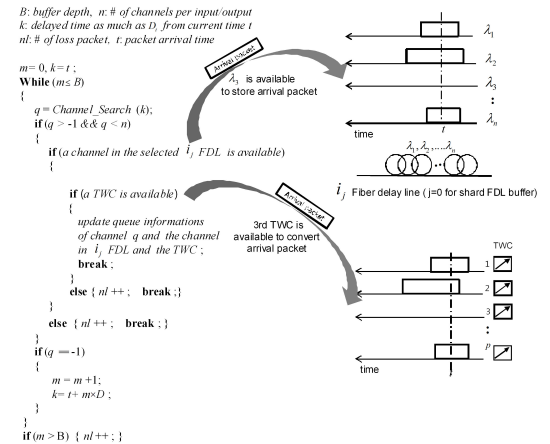 B: buffer depth, n: # of channels per input/output
k: delayed time as much as Di from current time t
nl: # of loss packet, t: packet arrival time
m= 0, k= t ;
While (m≤ B)
{
q = Channel_Search (k);
if(q > -1 && q < n)
{
if(a channel in the selected ij FDL is available)
{
if(a TWC is available)
{
update queue informations
of channel q and the channel
in ij FDL and the TWC ;
break ;
}
else { nl ++ ; break ;}
}
else { nl ++ ; break ; }
}
if(q == -1)
{
m = m +1;
k= t+ m×D ;
}
}
if(m > B) { nl ++ ; }
Arrival packet
λ3 is available
to store arrival packet
λ1
λ2
λ3
:
λn
time
t
λ1, λ2, ....λn
...
ij Fiber delay line ( j=0 for shard FDL buffer)
Arrival packet
3rd TWC is
available to convert
arrival packet
TWC
1
2
3
:
p
time